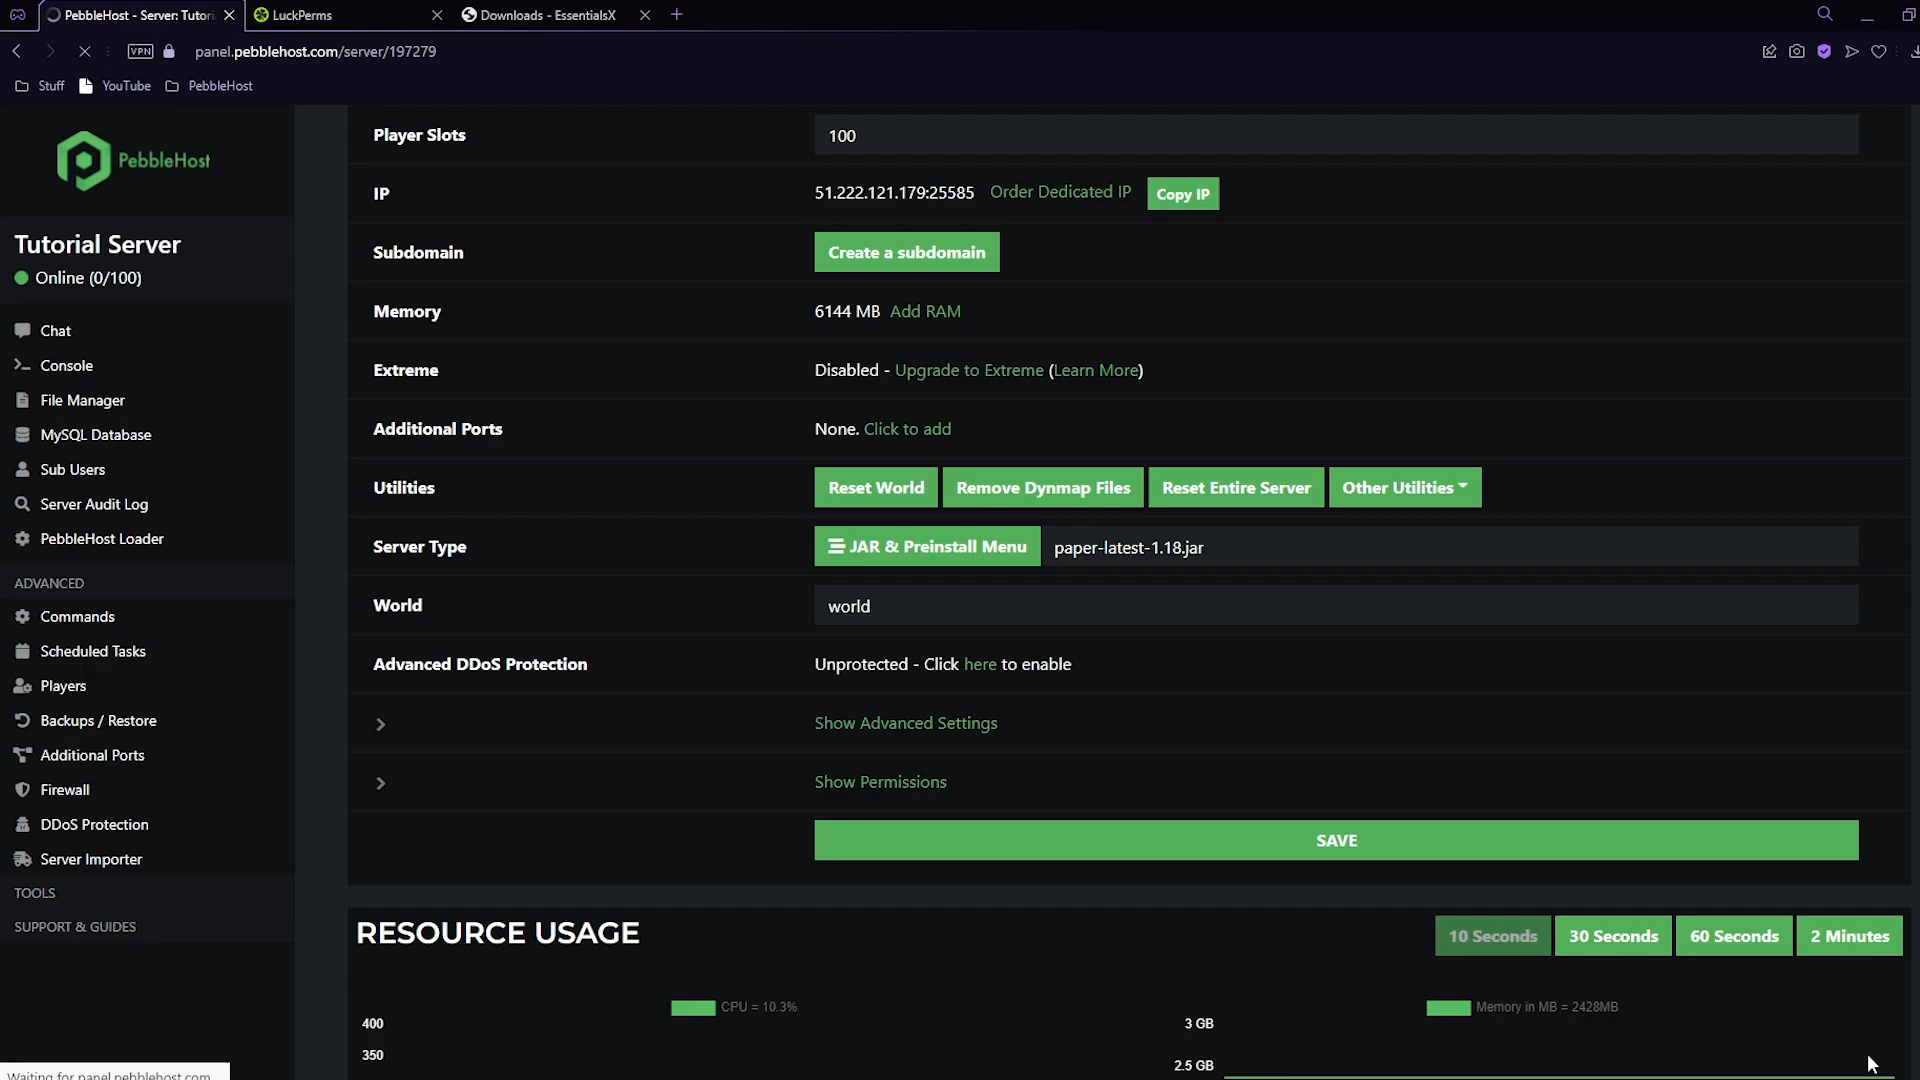 PebbleHost - Server: Tutori
LuckPerms
Downloads - EssentialsX
VPN
panel.pebblehost.com/server/197279
Stuff
YouTube
PebbleHost
PebbleHost
Tutorial Server
Online (0/100)
Chat
Console
File Manager
MySQL Database
Sub Users
Server Audit Log
PebbleHost Loader
ADVANCED
Commands
Scheduled Tasks
Players
Backups / Restore
Additional Ports
Firewall
DDoS Protection
Server Importer
TOOLS
SUPPORT & GUIDES
Waiting for panel.pebblehost.com
Player Slots
100
IP
51.222.121.179:25585 Order Dedicated IP Copy IP
Subdomain
Create a subdomain
Memory
6144 MB Add RAM
Extreme
Disabled - Upgrade to Extreme (Learn More)
Additional Ports
None. Click to add
Utilities
Reset World Remove Dynmap Files Reset Entire Server Other Utilities
Server Type
JAR & Preinstall Menu paper-latest-1.18.jar
World
world
Advanced DDoS Protection
Unprotected - Click here to enable
Show Advanced Settings
Show Permissions
SAVE
RESOURCE USAGE
10 Seconds 30 Seconds 60 Seconds 2 Minutes
CPU = 10.3%
400
350
Memory in MB = 2428MB
3 GB
2.5 GB